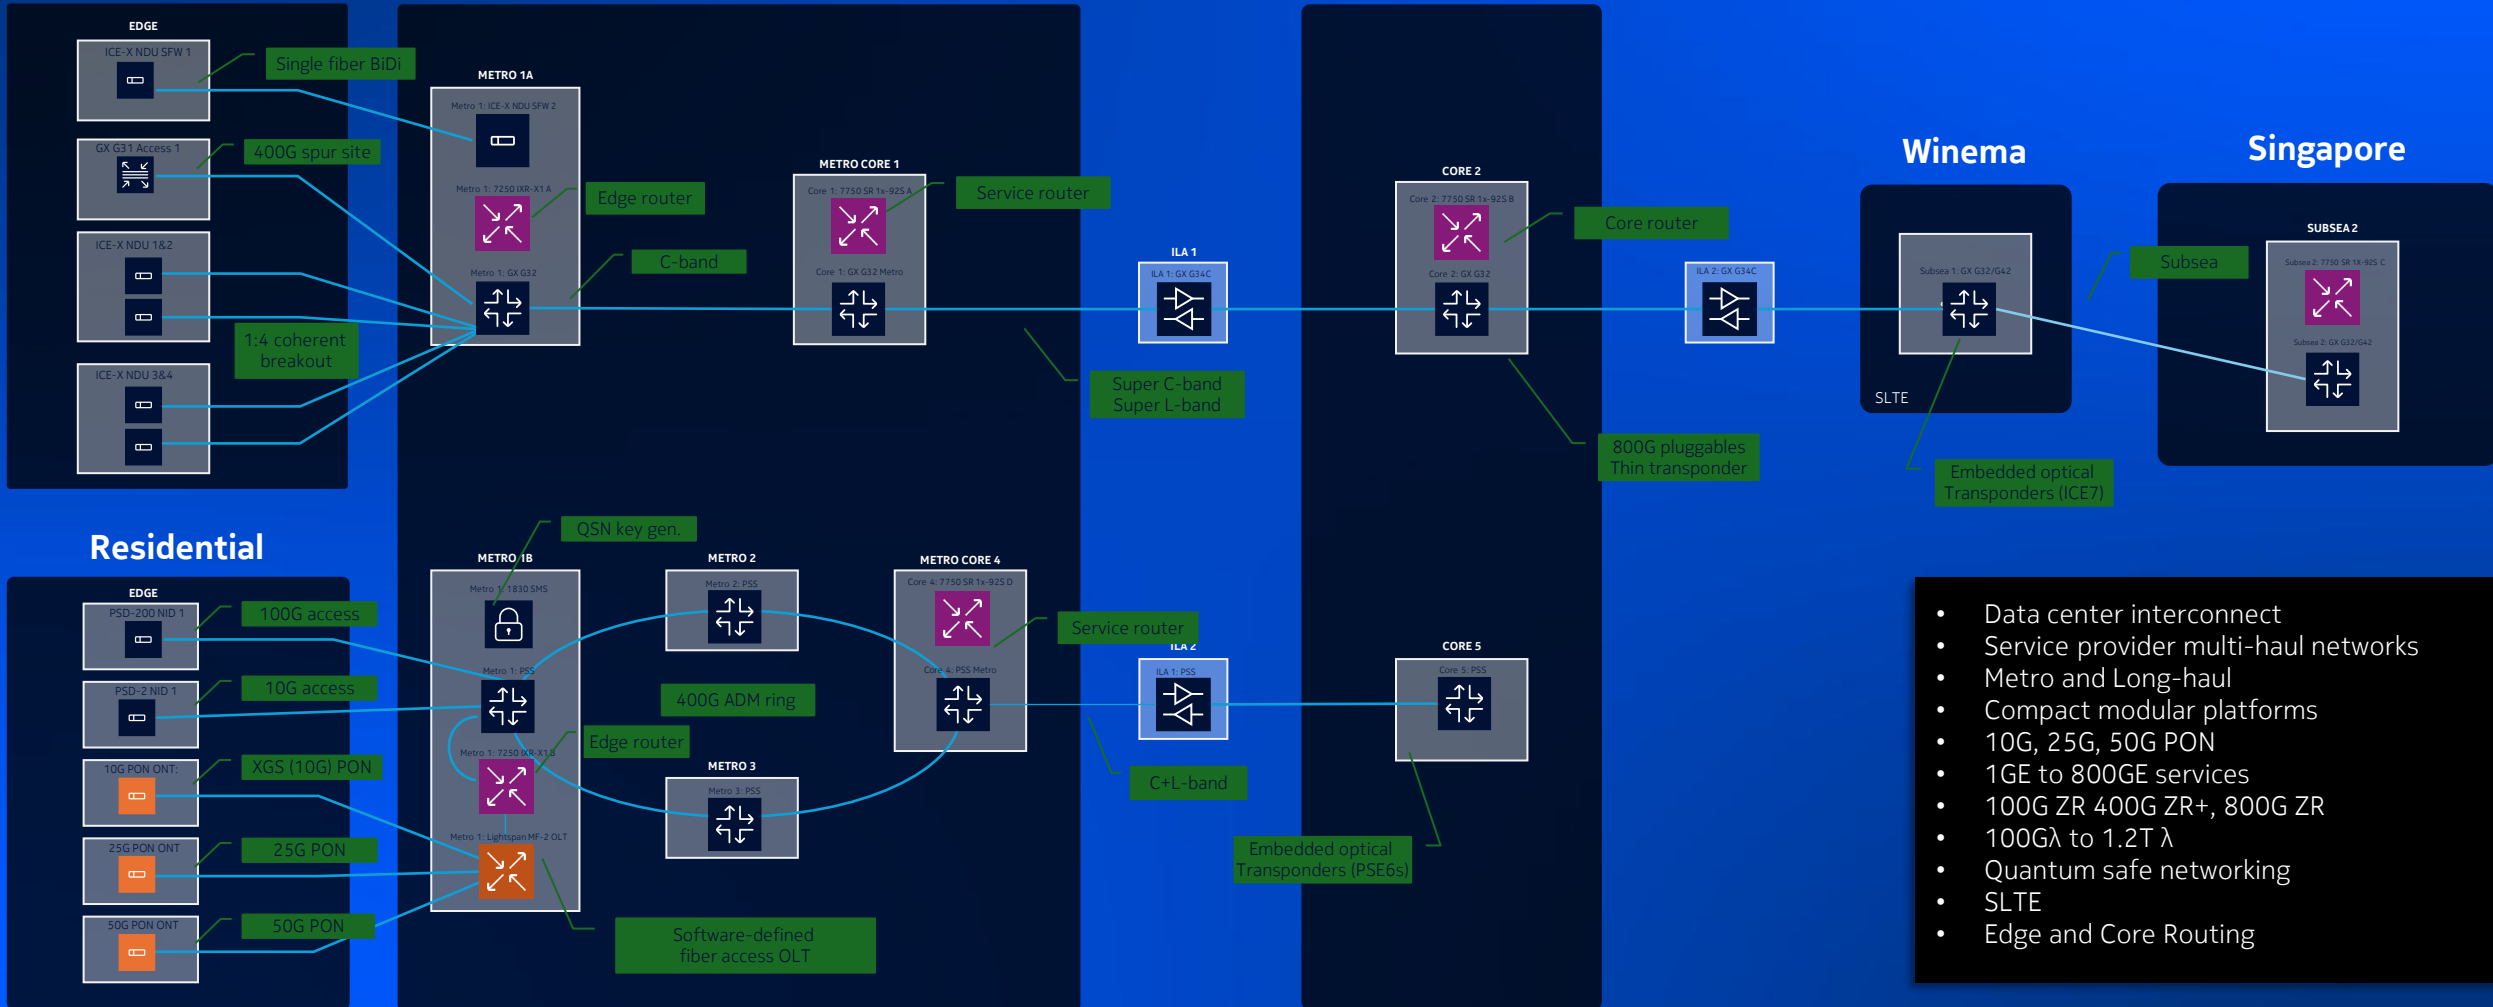 EDGE
ICE-X NDU SFW 1
Single fiber BiDi
GX G31 Access 1
400G spur site
ICE-X NDU 1&2
1:4 coherent
breakout
ICE-X NDU 3&4
METRO 1A
Metro 1: ICE-X NDU SFW 2
Metro 1: 7250 IXR-X1 A
Edge router
Metro 1: GX G32
C-band
METRO CORE 1
Core 1: 7750 SR 1x-92S A
Service router
Core 1: GX G32 Metro
ILA 1
ILA 1: GX G34C
Super C-band
Super L-band
CORE 2
Core 2: 7750 SR 1x-92S B
Core router
Core 2: GX G32
800G pluggables
Thin transponder
ILA 2: GX G34C
Winema
Subsea 1: GX G32/G42
SLTE
Embedded optical
Transponders (ICE7)
Subsea
Singapore
SUBSEA 2
Subsea 2: 7750 SR 1X-92S C
Subsea 2: GX G32/G42
Residential
EDGE
PSD-200 NID 1
100G access
PSD-2 NID 1
10G access
10G PON ONT:
XGS (10G) PON
25G PON ONT
25G PON
50G PON ONT
50G PON
QSN key gen.
METRO 1B
Metro 1: 1830 SMS
Metro 1: PSS
Metro 1: 7250 IXR-X1 B
Edge router
Metro 1: Lightspan MF-2 OLT
Software-defined
fiber access OLT
METRO 2
Metro 2: PSS
400G ADM ring
METRO 3
Metro 3: PSS
METRO CORE 4
Core 4: 7750 SR 1x-92S D
Service router
Core 4: PSS Metro
ILA 2
ILA 1: PSS
C+L-band
CORE 5
Core 5: PSS
Embedded optical
Transponders (PSE6s)
• Data center interconnect
• Service provider multi-haul networks
• Metro and Long-haul
• Compact modular platforms
• 10G, 25G, 50G PON
• 1GE to 800GE services
• 100G ZR 400G ZR+, 800G ZR
• 100Gλ to 1.2T λ
• Quantum safe networking
• SLTE
• Edge and Core Routing